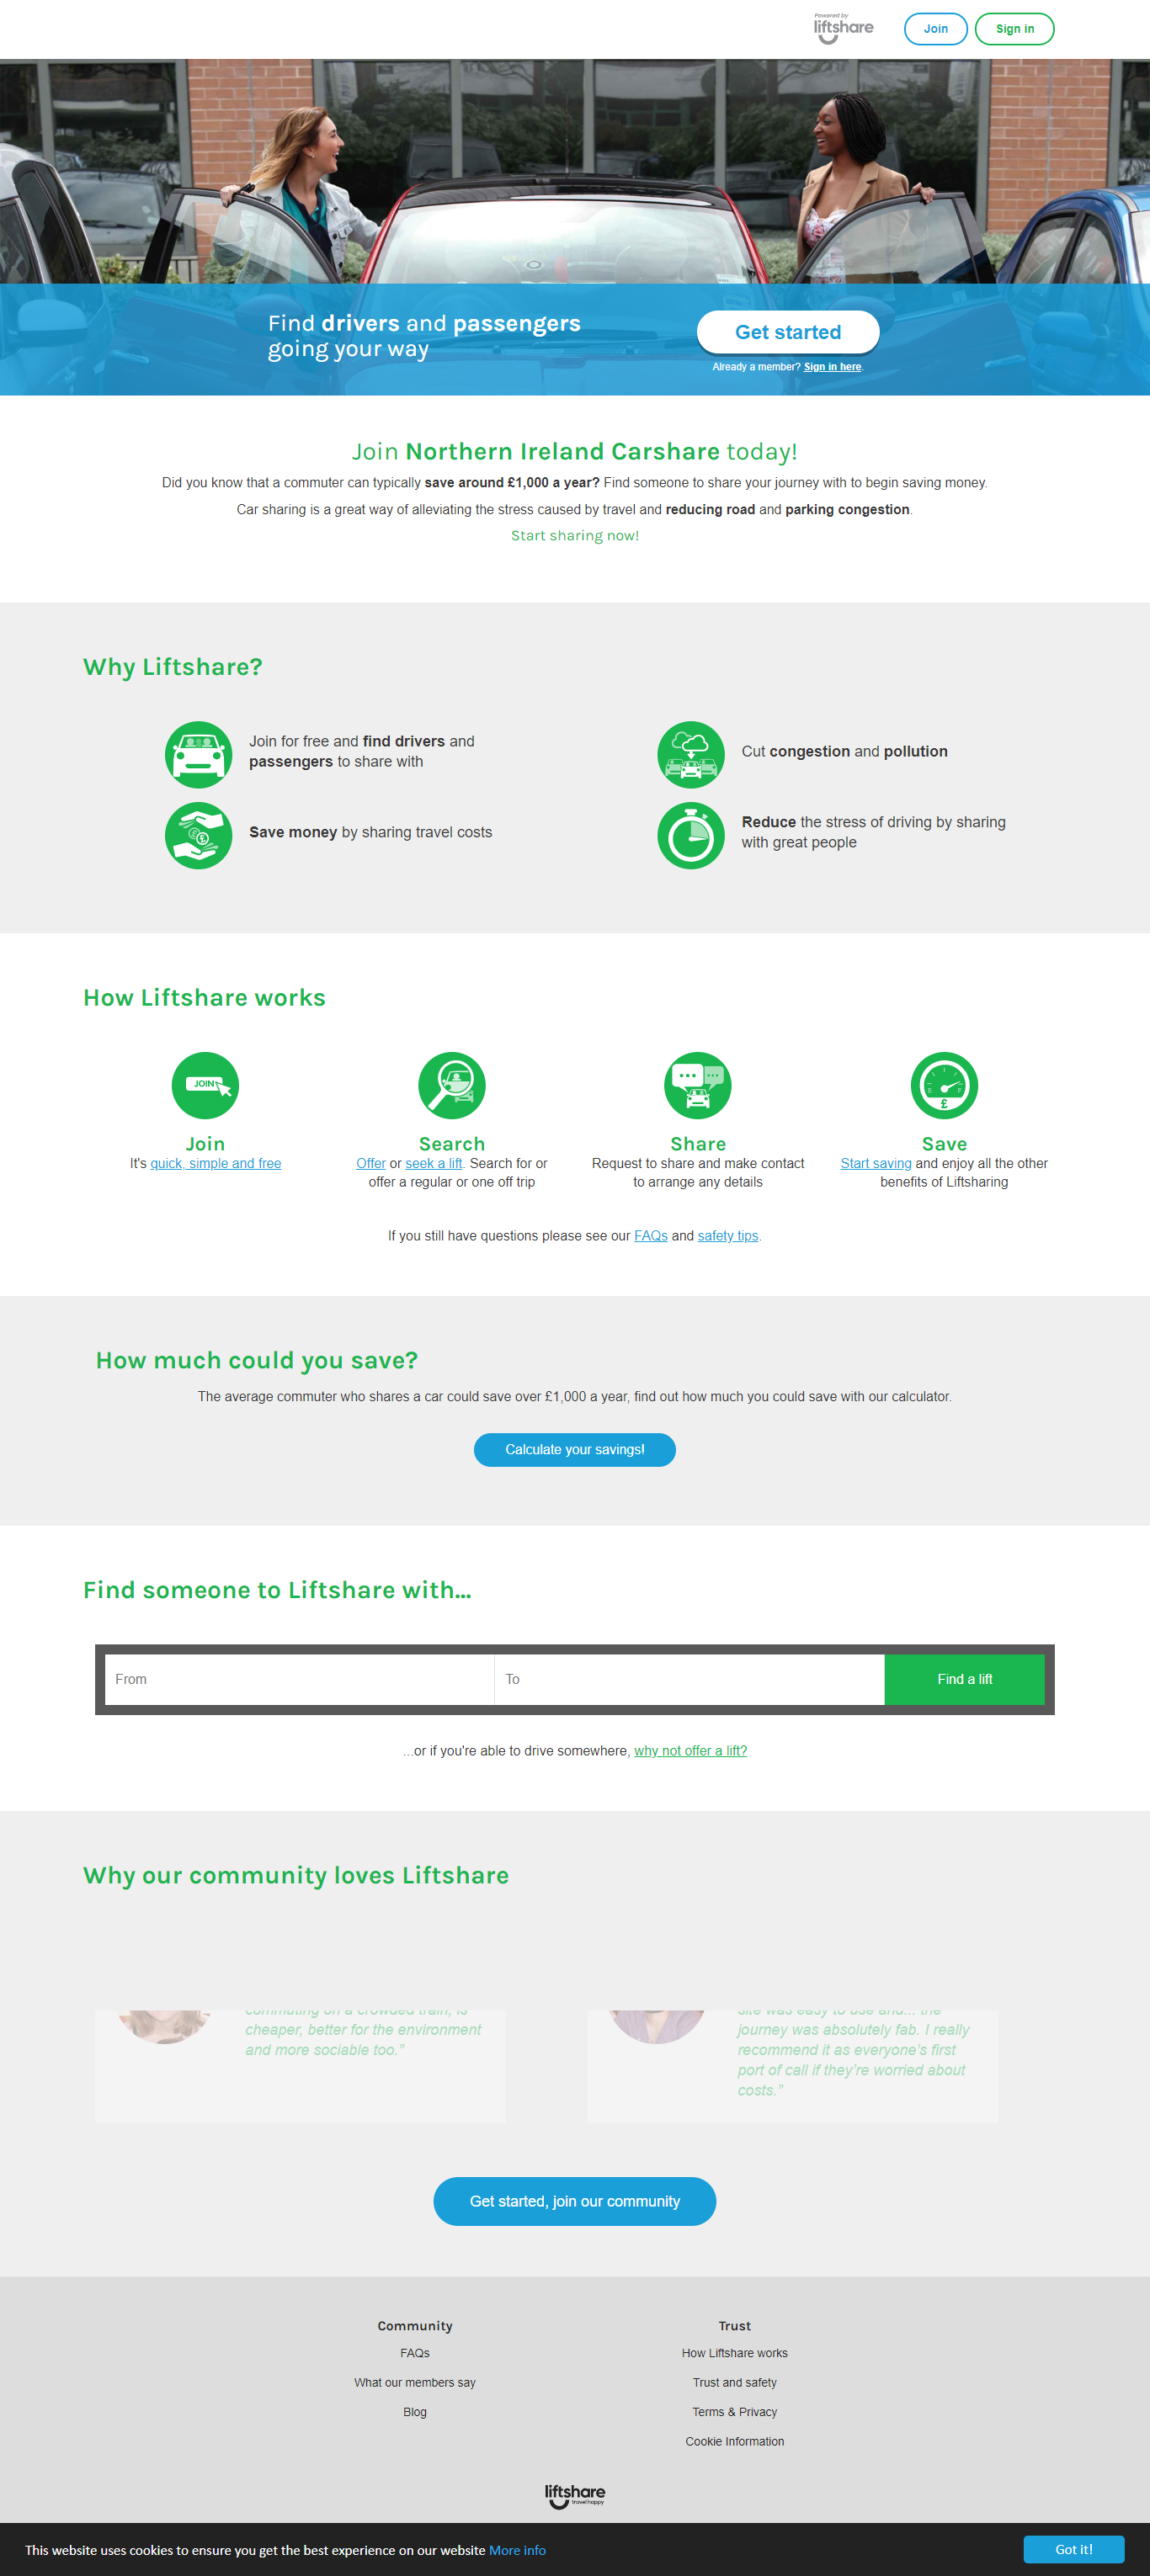 Powered by
liftshare
Join
Sign in
Find drivers and passengers
going your way
Get started
Already a member? Sign in here.
Join Northern Ireland Carshare today!
Did you know that a commuter can typically save around £1,000 a year? Find someone to share your journey with to begin saving money.
Car sharing is a great way of alleviating the stress caused by travel and reducing road and parking congestion.
Start sharing now!
Why Liftshare?
Join for free and find drivers and
passengers to share with
Cut congestion and pollution
Save money by sharing travel costs
Reduce the stress of driving by sharing
with great people
How Liftshare works
JOIN
£
Join
It's quick, simple and free
Search
Offer or seek a lift. Search for or
offer a regular or one off trip
Share
Request to share and make contact
to arrange any details
Save
Start saving and enjoy all the other
benefits of Liftsharing
If you still have questions please see our FAQs and safety tips.
How much could you save?
The average commuter who shares a car could save over £1,000 a year, find out how much you could save with our calculator.
Calculate your savings!
Find someone to Liftshare with...
From
To
Find a lift
...or if you're able to drive somewhere, why not offer a lift?
Why our community loves Liftshare
commuting on a crowded train, is
cheaper, better for the environment
and more sociable too.”
site was easy to use and... the
journey was absolutely fab. I really
recommend it as everyone's first
port of call if they're worried about
costs.”
Get started, join our community
Community
FAQs
What our members say
Blog
Trust
How Liftshare works
Trust and safety
Terms & Privacy
Cookie Information
liftshare
travel happy
This website uses cookies to ensure you get the best experience on our website More info
Got it!